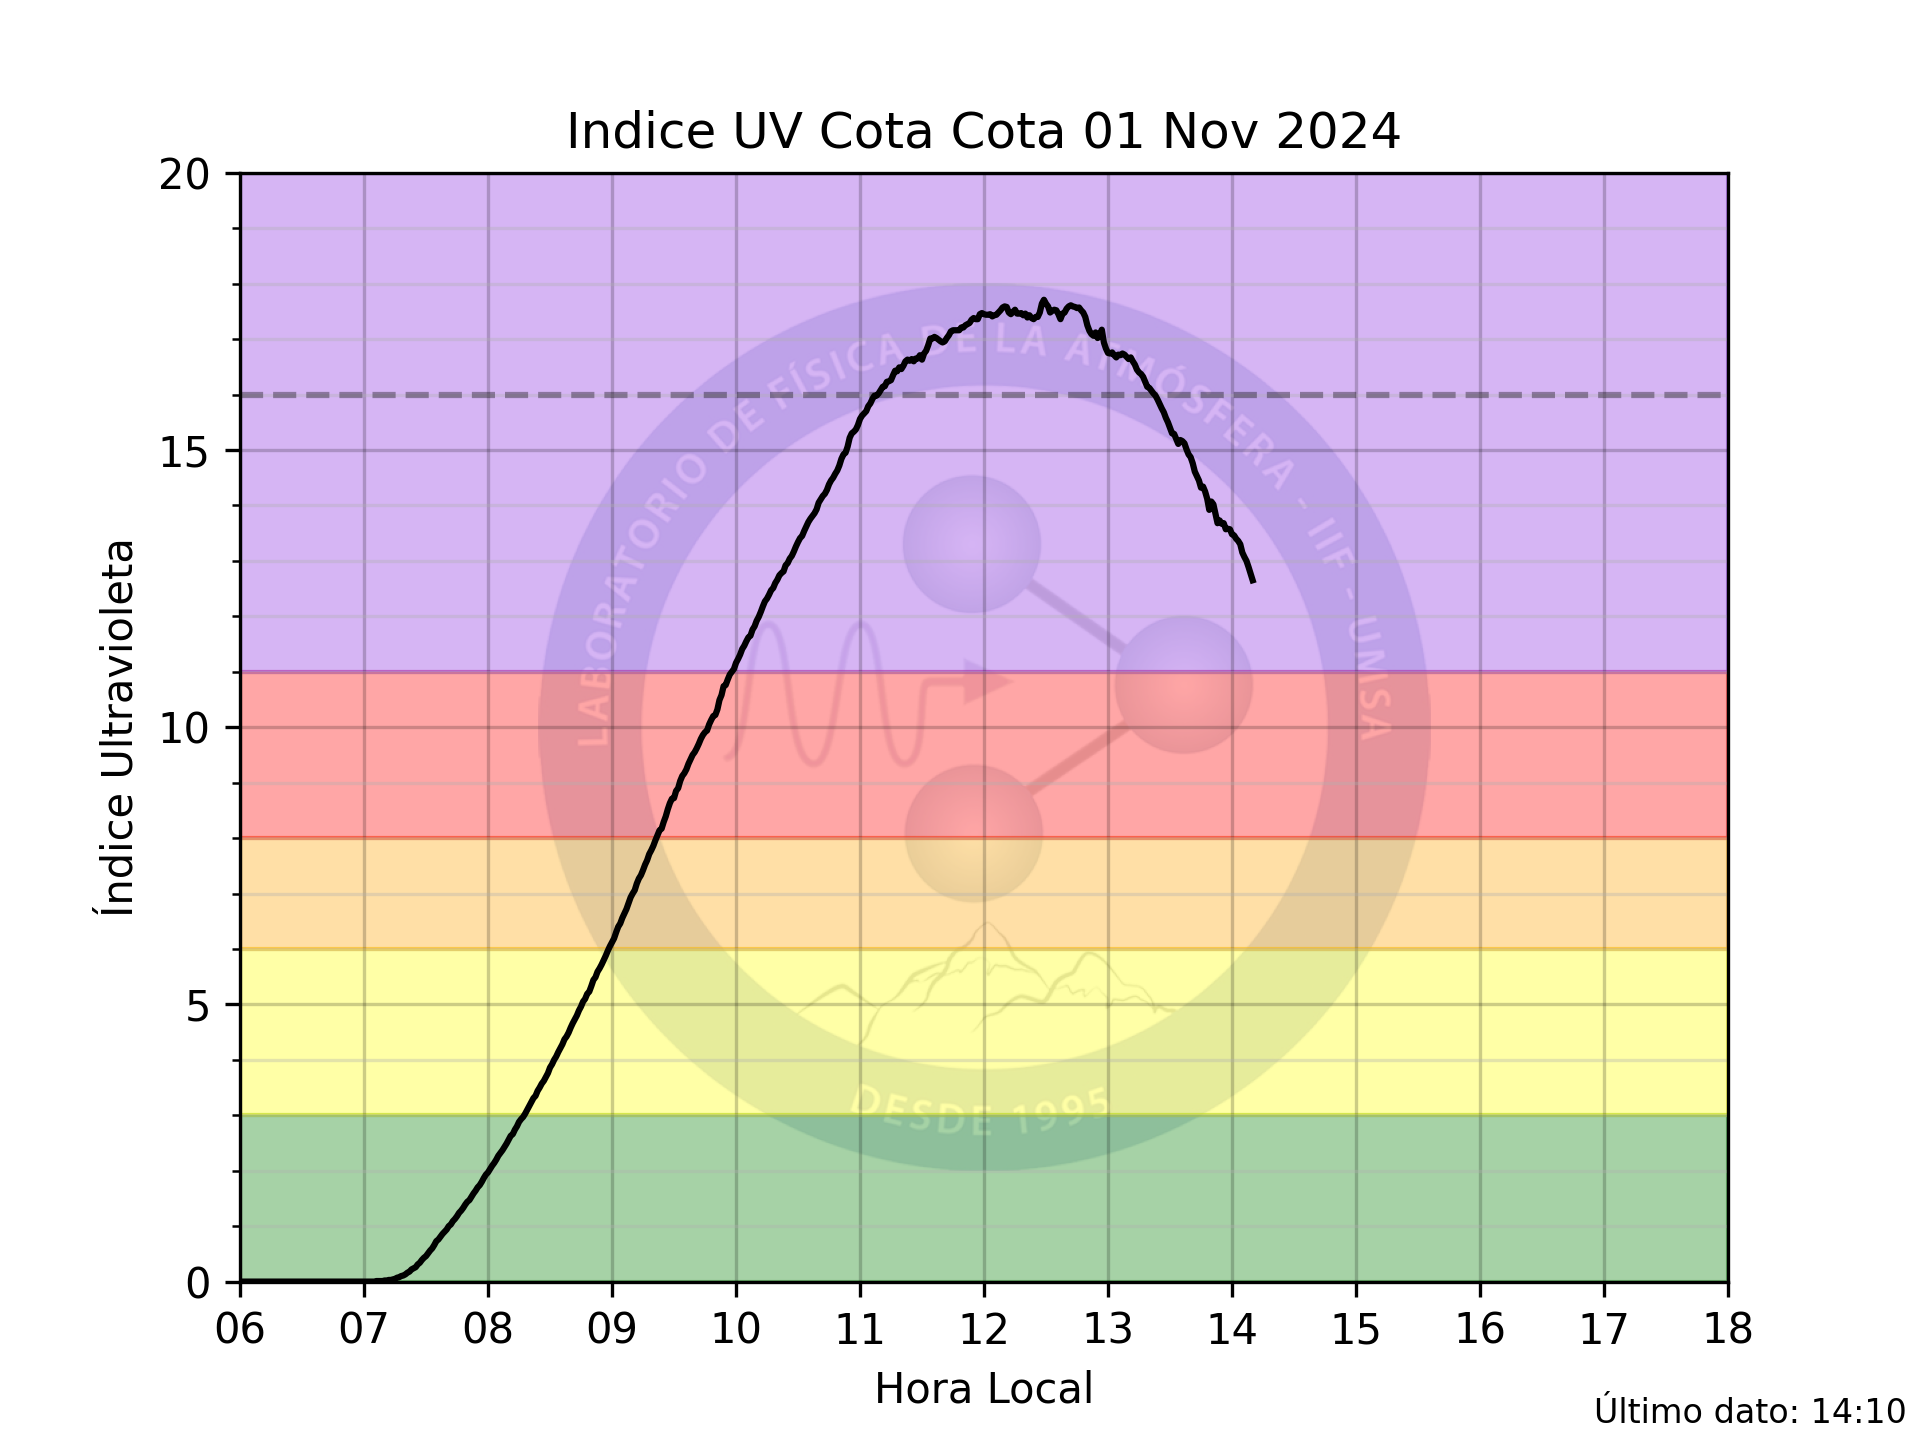 Indice UV Cota Cota 01 Nov 2024
20
15
10
5
0
Índice Ultravioleta
LABORATORIO DE FÍSICA DE LA ATMÓSFERA - IIF - UMSA
DESDE 1995
06 07 08 09 10 11 12 13 14 15 16 17 18
Hora Local
Último dato: 14:10